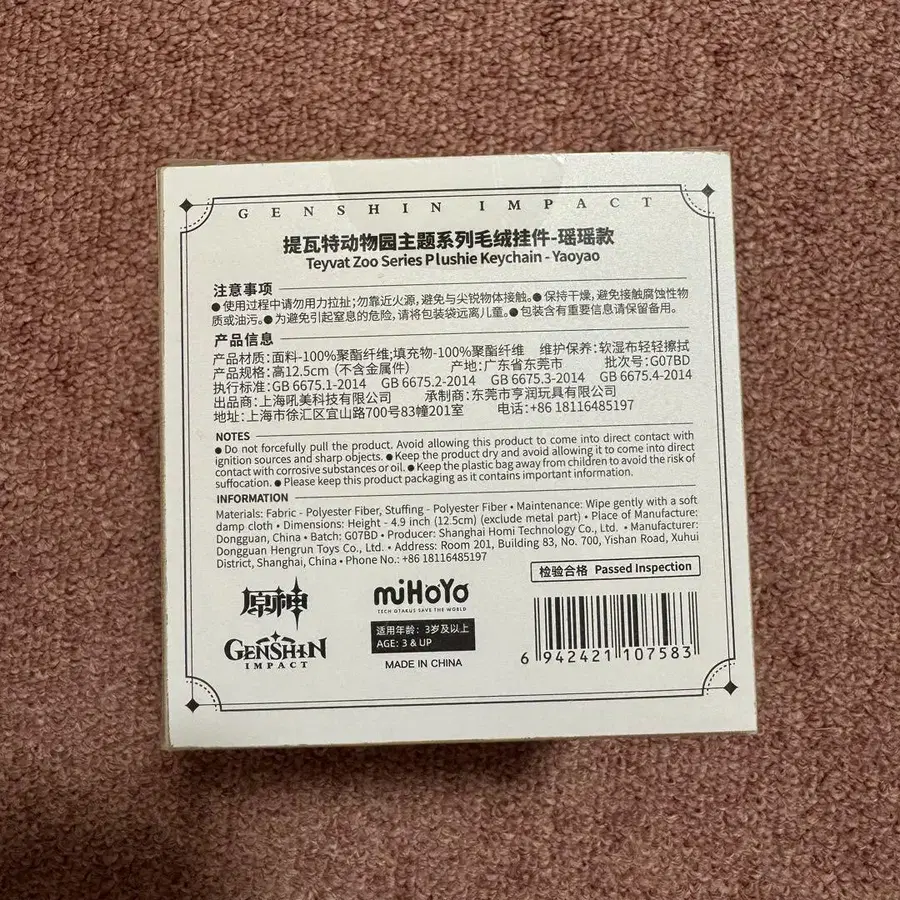 GENSHIN IMPACT
提瓦特动物园主题系列毛绒挂件-瑶瑶款
Teyvat Zoo Series Plushie Keychain - Yaoyao
注意事项
●使用过程中请勿用力拉扯;勿靠近火源,避免与尖锐物体接触。●保持干燥,避免接触腐蚀性物
质或油污。●为避免引起窒息的危险,请将包装袋远离儿童。●包装含有重要信息请保留备用。
产品信息
产品材质:面料-100%聚酯纤维;填充物-100%聚酯纤维 维护保养:软湿布轻轻擦拭
产品规格:高12.5cm(不含金属件) 产地:广东省东莞市 批次号:G07BD
执行标准:GB 6675.1-2014 GB 6675.2-2014 GB 6675.3-2014 GB 6675.4-2014
出品商:上海吼美科技有限公司 承制商:东莞市亨润玩具有限公司
地址:上海市徐汇区宜山路700号83幢201室 电话:+86 18116485197
NOTES
● Do not forcefully pull the product. Avoid allowing this product to come into direct contact with
ignition sources and sharp objects. ● Keep the product dry and avoid allowing it to come into direct
contact with corrosive substances or oil. ● Keep the plastic bag away from children to avoid the risk of
suffocation. ● Please keep this product packaging as it contains important information.
INFORMATION
Materials: Fabric - Polyester Fiber, Stuffing - Polyester Fiber • Maintenance: Wipe gently with a soft
damp cloth • Dimensions: Height - 4.9 inch (12.5cm) (exclude metal part) • Place of Manufacture:
Dongguan, China • Batch: G07BD • Producer: Shanghai Homi Technology Co., Ltd. • Manufacturer:
Dongguan Hengrun Toys Co., Ltd. • Address: Room 201, Building 83, No. 700, Yishan Road, Xuhui
District, Shanghai, China • Phone No.: +86 18116485197
检验合格 Passed Inspection
原神
GENSHIN
IMPACT
miHoYo
TECH OTAKUS SAVE THE WORLD
适用年龄:3岁及以上
AGE: 3 & UP
MADE IN CHINA
6 942421 107583